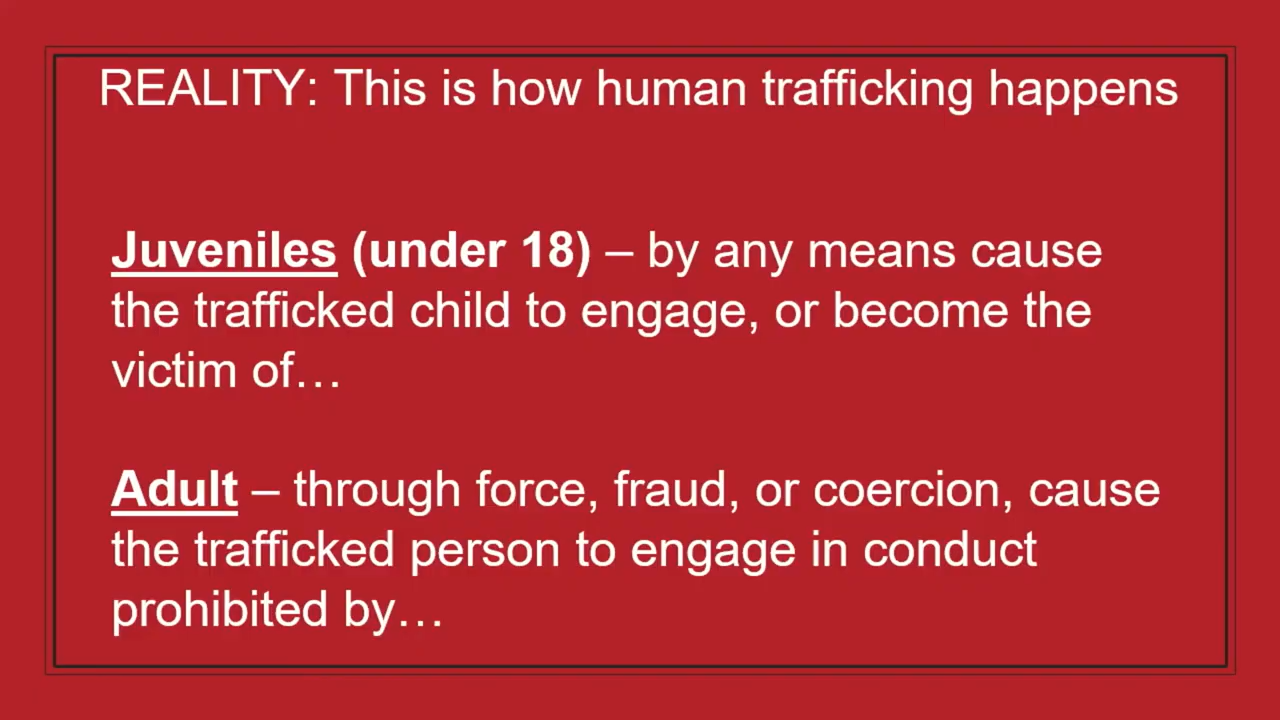 REALITY: This is how human trafficking happens
Juveniles (under 18) – by any means cause
the trafficked child to engage, or become the
victim of…
Adult – through force, fraud, or coercion, cause
the trafficked person to engage in conduct
prohibited by…